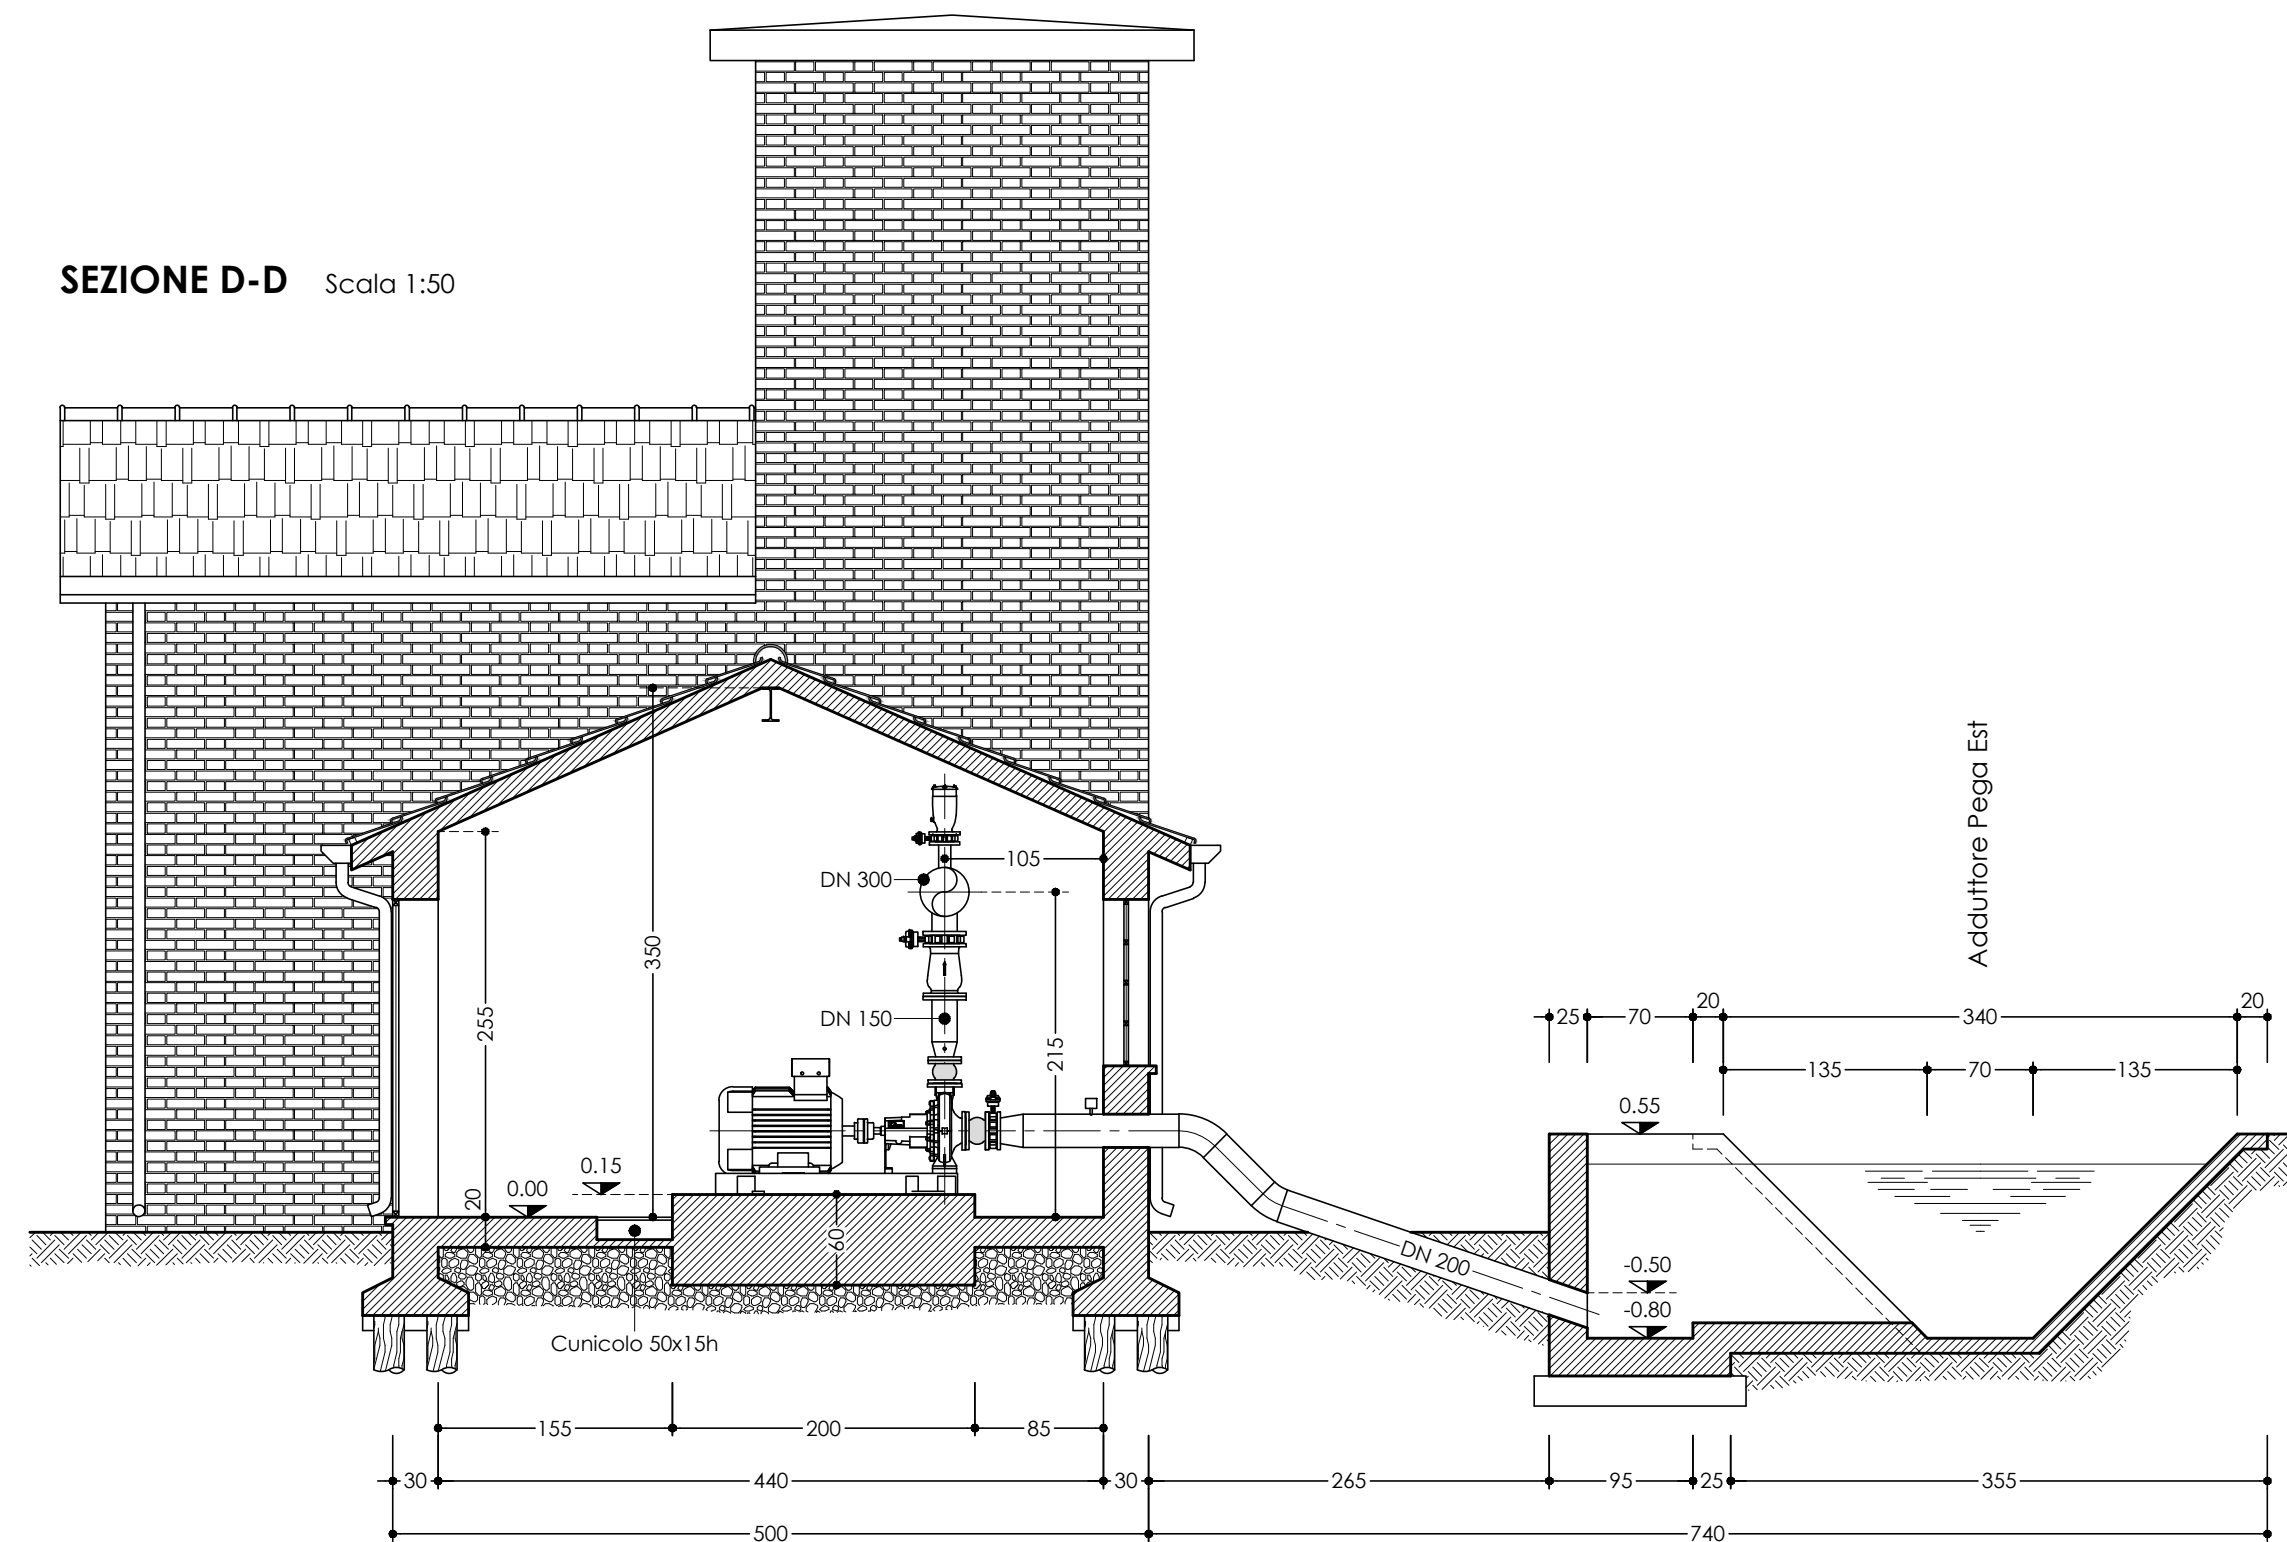 SEZIONE D-D Scala 1:50
Adduttore Pega Est
105
DN 300
350
255
DN 150
215
25 70 20 340 20
135 70 135
0.55
0.15
0.00
20
60
DN 200
-0.50
-0.80
Cunicolo 50x15h
155 200 85
30 440 30 265 95 25 355
500 740